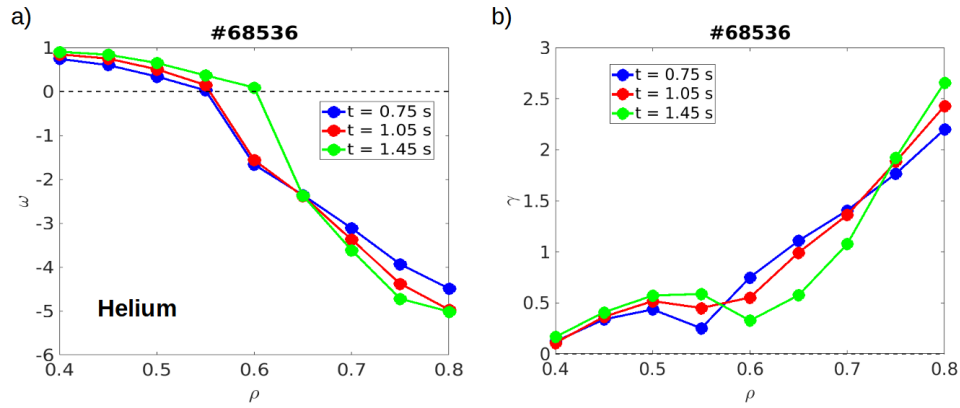 a)
#68536
1
0
-1
-2
-3
-4
-5
-6
ω
t = 0.75 s
t = 1.05 s
t = 1.45 s
Helium
0.4 0.5 0.6 0.7 0.8
ρ
b)
#68536
3
2.5
2
1.5
1
0.5
0
γ
t = 0.75 s
t = 1.05 s
t = 1.45 s
0.4 0.5 0.6 0.7 0.8
ρ